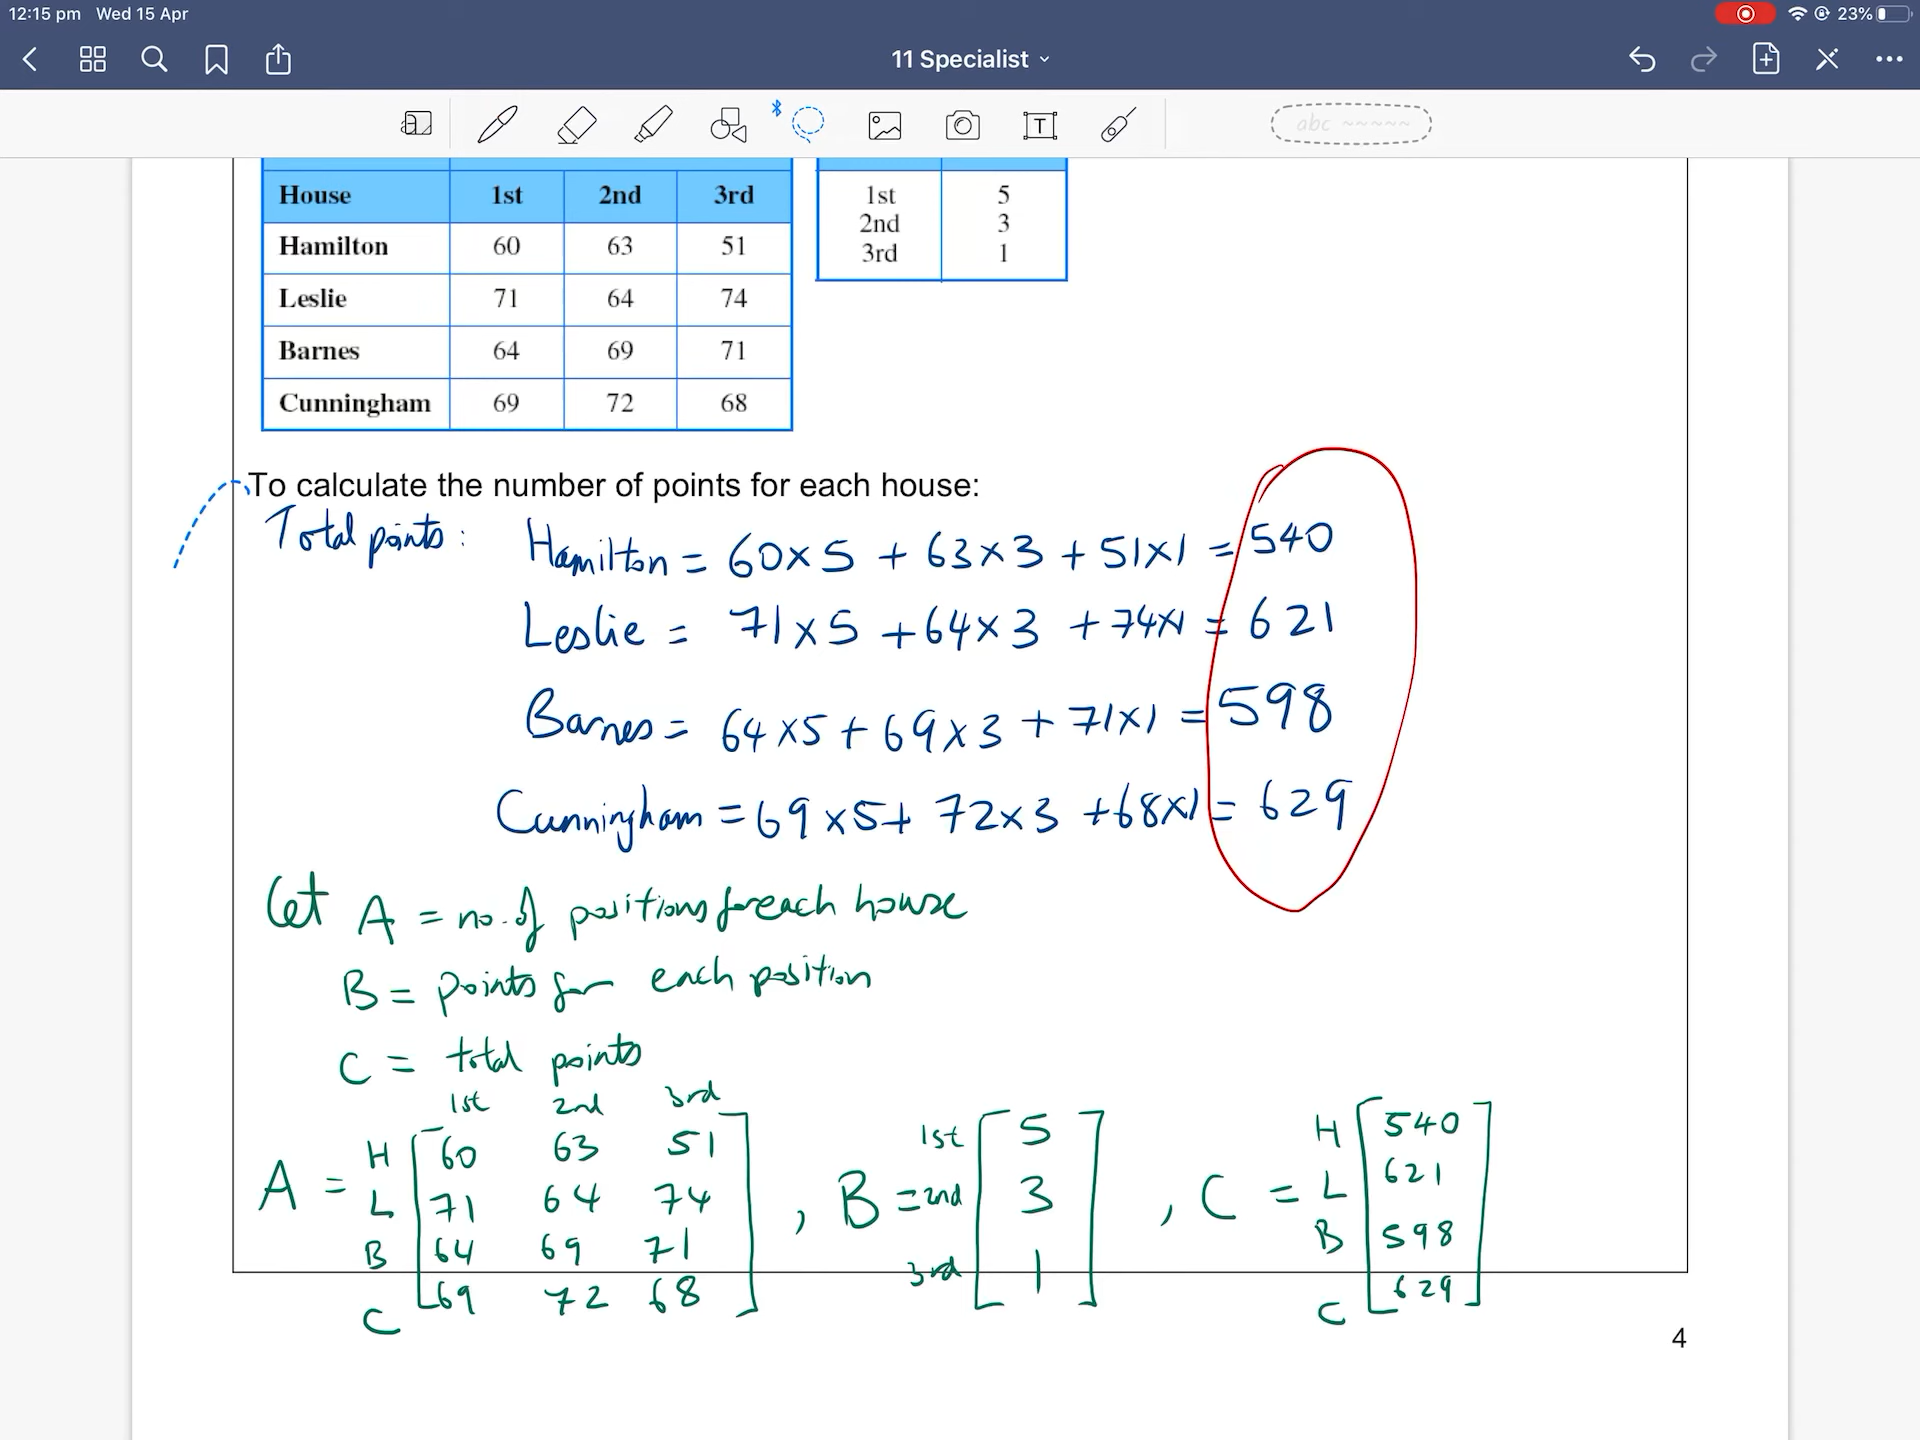 12:15 pm Wed 15 Apr 23%
11 Specialist
abc
House 1st 2nd 3rd
Hamilton 60 63 51
Leslie 71 64 74
Barnes 64 69 71
Cunningham 69 72 68
1st 5
2nd 3
3rd 1
To calculate the number of points for each house:
Total points: Hamilton = 60×5 + 63×3 + 51×1 = 540
Leslie = 71×5 + 64×3 + 74×1 = 621
Barnes = 64×5 + 69×3 + 71×1 = 598
Cunningham = 69×5 + 72×3 + 68×1 = 629
Let A = no. of positions for each house
B = points for each position
C = total points
1st 2nd 3rd
A =
H 60 63 51
L 71 64 74
B 64 69 71
C 69 72 68
, B =
1st 5
2nd 3
3rd 1
, C =
H 540
L 621
B 598
C 629
4